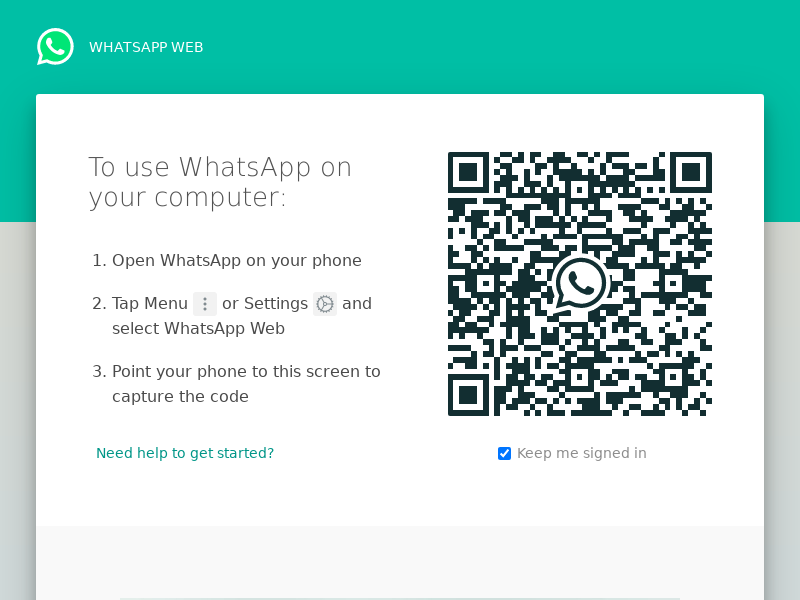 WHATSAPP WEB
To use WhatsApp on
your computer:
1. Open WhatsApp on your phone
2. Tap Menu or Settings and
select WhatsApp Web
3. Point your phone to this screen to
capture the code
Need help to get started?
Keep me signed in